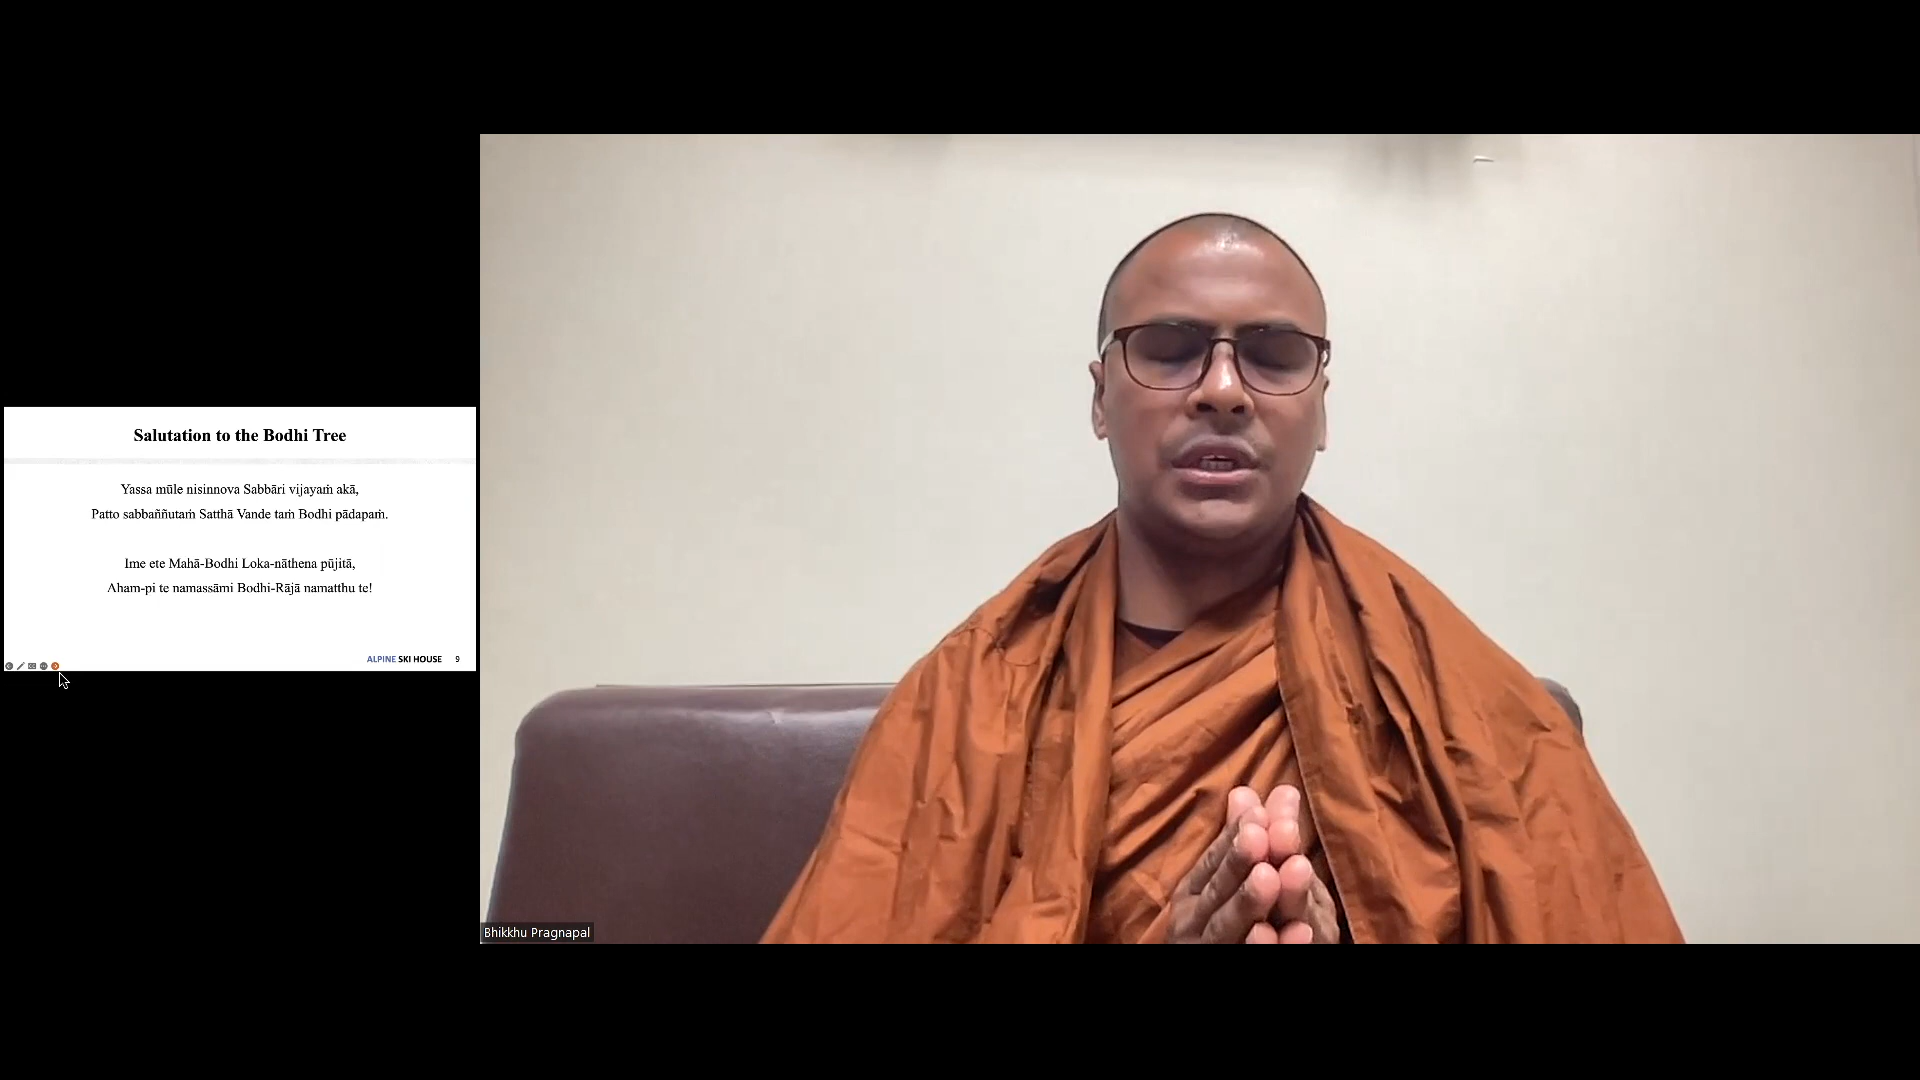 Salutation to the Bodhi Tree
Yassa mūle nisinnova Sabbāri vijayaṁ akā,
Patto sabbaññutaṁ Satthā Vande taṁ Bodhi pādapaṁ.
Ime ete Mahā-Bodhi Loka-nāthena pūjitā,
Aham-pi te namassāmi Bodhi-Rājā namatthu te!
ALPINE SKI HOUSE 9
Bhikkhu Pragnapal